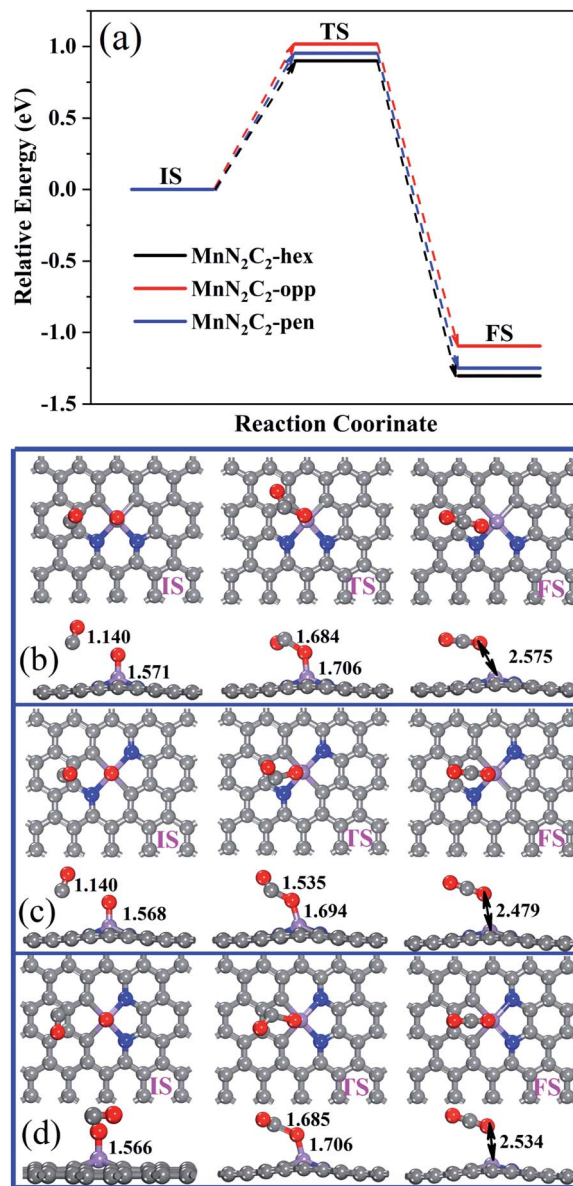 (a)
TS
1.0
0.5
IS
0.0
Relative Energy (eV)
MnN₂C₂-hex
-0.5
MnN₂C₂-opp
MnN₂C₂-pen
FS
-1.0
-1.5
Reaction Coorinate
IS TS FS
(b) 1.140 1.571 1.684 1.706 2.575
IS TS FS
(c) 1.140 1.568 1.535 1.694 2.479
IS TS FS
(d) 1.566 1.685 1.706 2.534